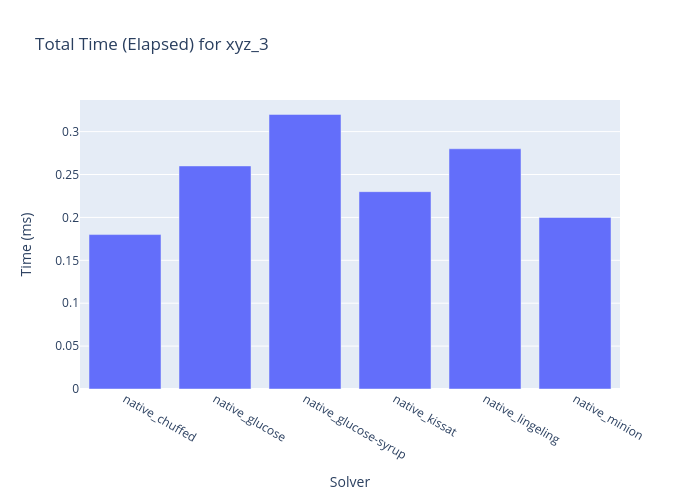 Total Time (Elapsed) for xyz_3
Time (ms)
0.3
0.25
0.2
0.15
0.1
0.05
0
native_chuffed
native_glucose
native_glucose-syrup
native_kissat
native_lingeling
native_minion
Solver